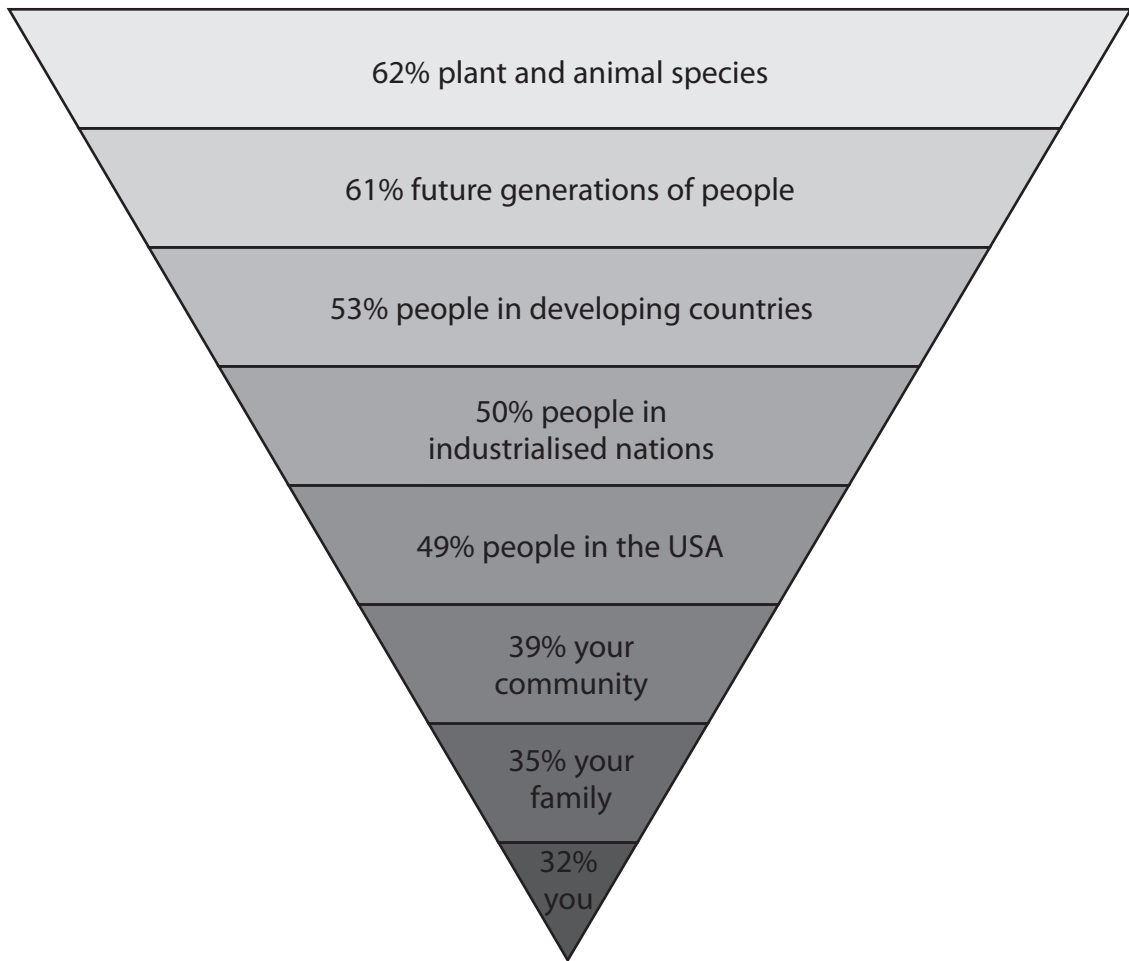 62% plant and animal species
61% future generations of people
53% people in developing countries
50% people in
industrialised nations
49% people in the USA
39% your
community
35% your
family
32%
you